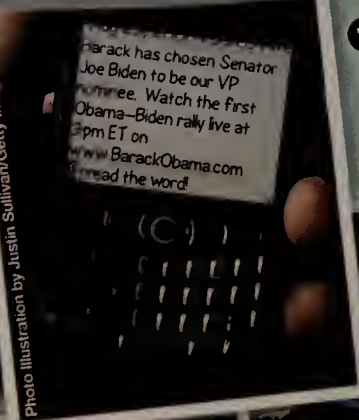 Barack has chosen Senator
Joe Biden to be our VP
nominee. Watch the first
Obama–Biden rally live at
3pm ET on
www.BarackObama.com
Spread the word!
Photo Illustration by Justin Sullivan/Getty